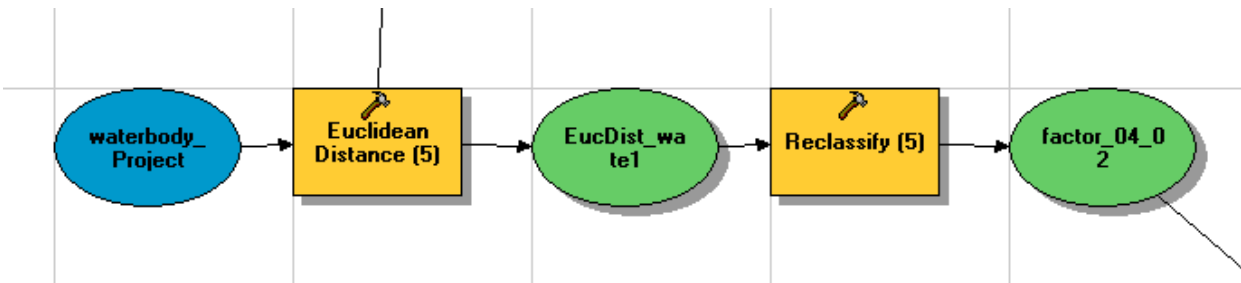 waterbody_
Project
Euclidean
Distance (5)
EucDist_wa
te1
Reclassify (5)
factor_04_0
2